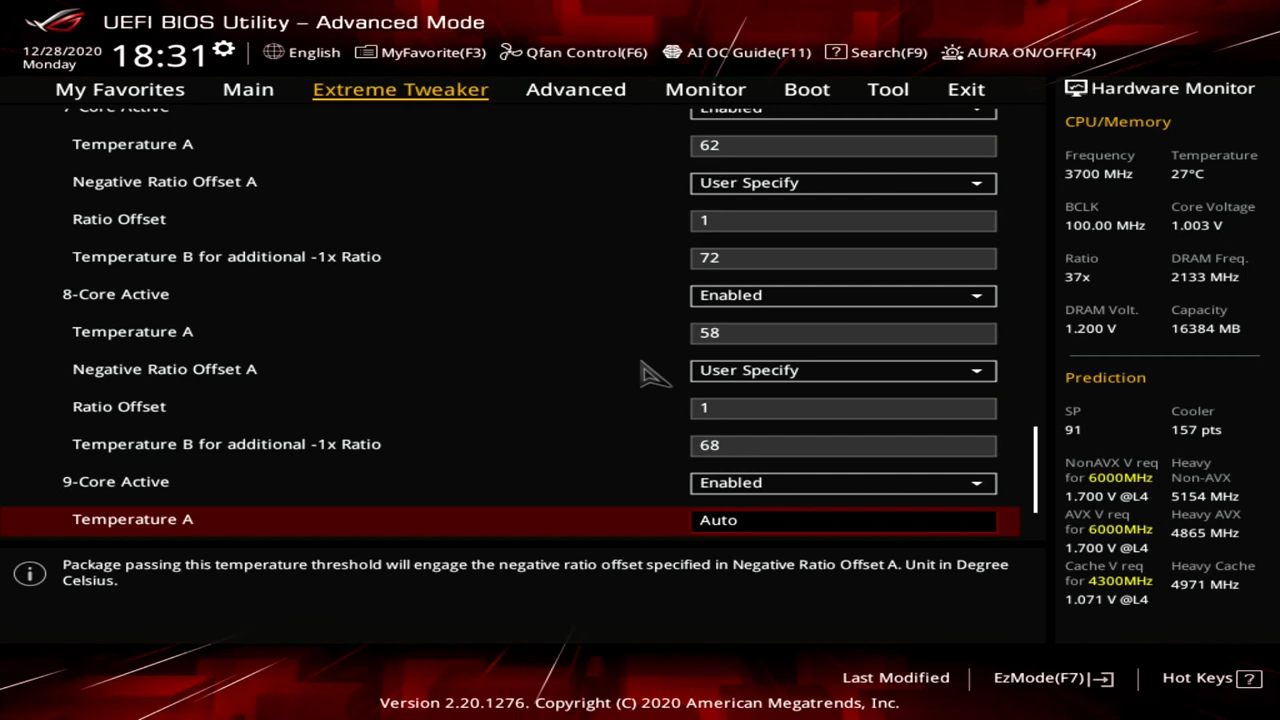 UEFI BIOS Utility – Advanced Mode
12/28/2020
Monday
18:31
English
MyFavorite(F3)
Qfan Control(F6)
AI OC Guide(F11)
Search(F9)
AURA ON/OFF(F4)
My Favorites
Main
Extreme Tweaker
Advanced
Monitor
Boot
Tool
Exit
7-Core Active
Enabled
Temperature A
62
Negative Ratio Offset A
User Specify
Ratio Offset
1
Temperature B for additional -1x Ratio
72
8-Core Active
Enabled
Temperature A
58
Negative Ratio Offset A
User Specify
Ratio Offset
1
Temperature B for additional -1x Ratio
68
9-Core Active
Enabled
Temperature A
Auto
Package passing this temperature threshold will engage the negative ratio offset specified in Negative Ratio Offset A. Unit in Degree
Celsius.
Hardware Monitor
CPU/Memory
Frequency
3700 MHz
Temperature
27°C
BCLK
100.00 MHz
Core Voltage
1.003 V
Ratio
37x
DRAM Freq.
2133 MHz
DRAM Volt.
1.200 V
Capacity
16384 MB
Prediction
SP
91
Cooler
157 pts
NonAVX V req
for 6000MHz
1.700 V @L4
Heavy
Non-AVX
5154 MHz
AVX V req
for 6000MHz
1.700 V @L4
Heavy AVX
4865 MHz
Cache V req
for 4300MHz
1.071 V @L4
Heavy Cache
4971 MHz
Last Modified
EzMode(F7)
Hot Keys ?
Version 2.20.1276. Copyright (C) 2020 American Megatrends, Inc.